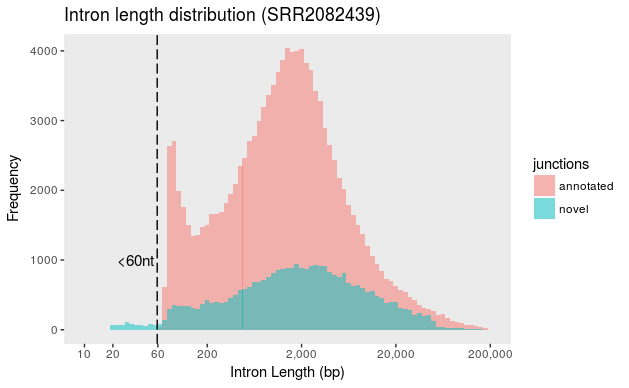 Intron length distribution (SRR2082439)
4000
3000
2000
1000
0
Frequency
<60nt
10 20 60 200 2,000 20,000 200,000
Intron Length (bp)
junctions
annotated
novel